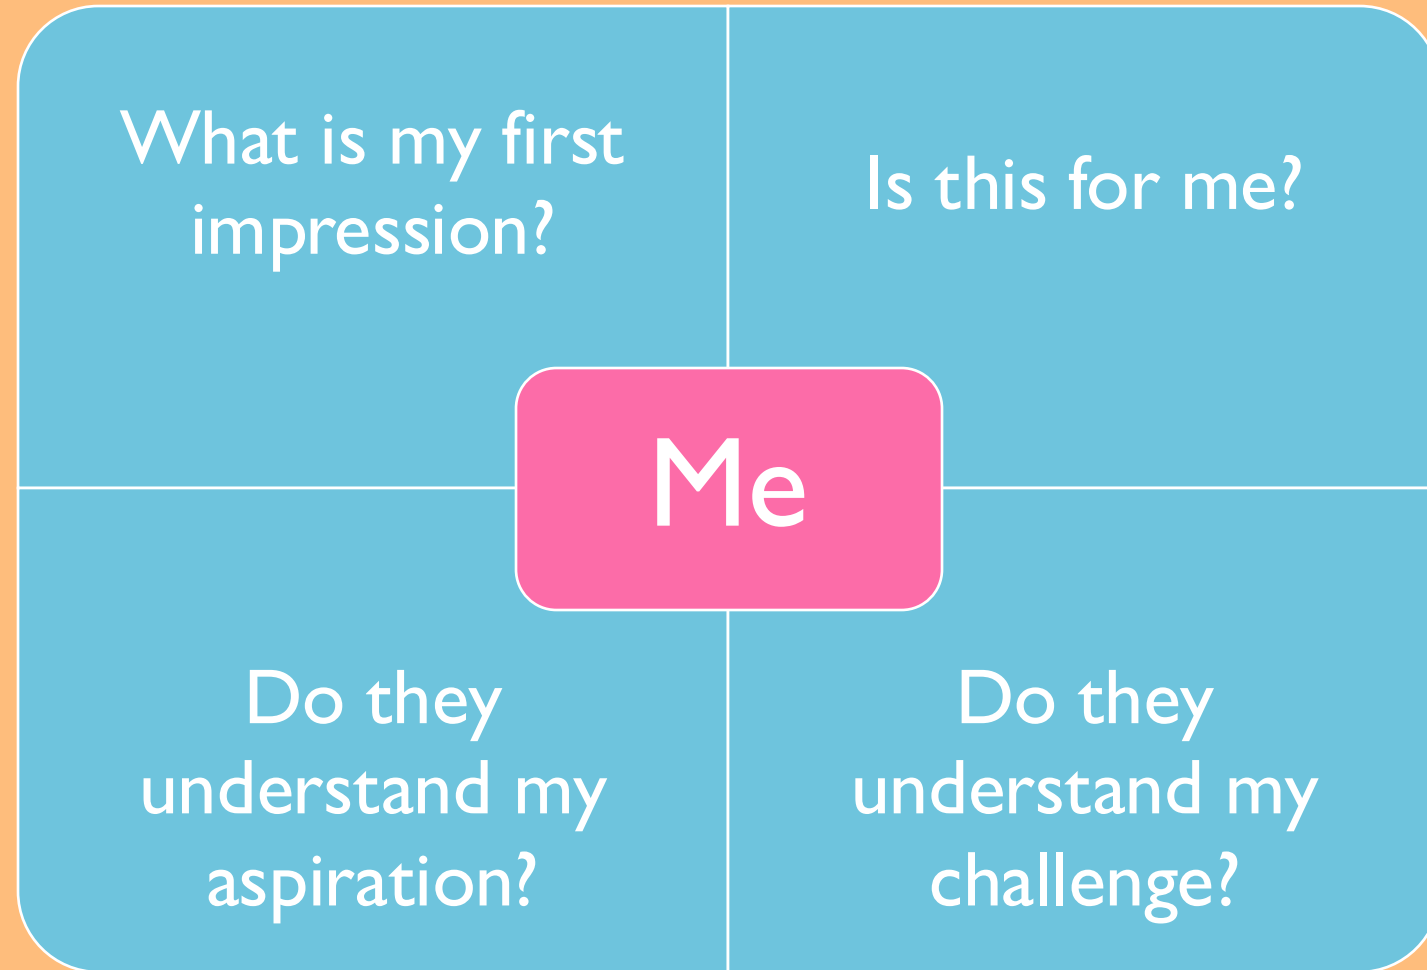 What is my first
impression?
Is this for me?
Me
Do they
understand my
aspiration?
Do they
understand my
challenge?